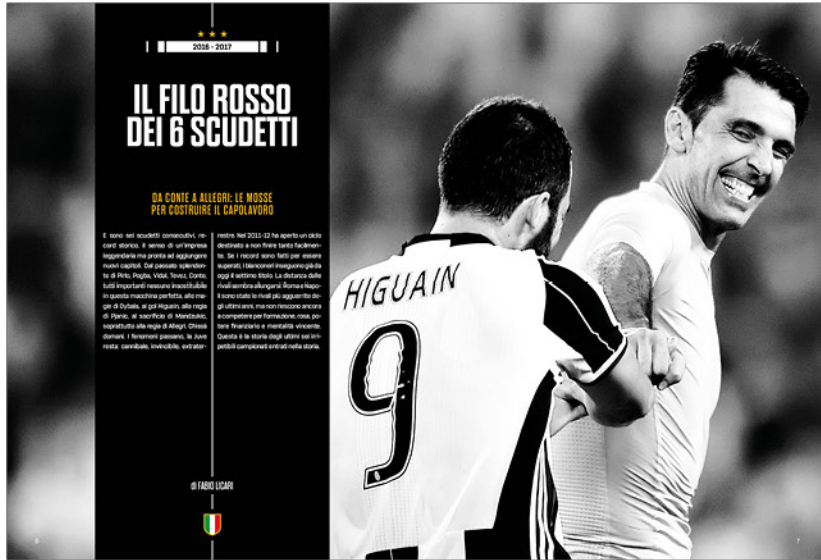 2016 - 2017
IL FILO ROSSO
DEI 6 SCUDETTI
DA CONTE A ALLEGRI: LE MOSSE
PER COSTRUIRE IL CAPOLAVORO
E sono sei scudetti consecutivi, re-
cord storico. Il senso di un'impresa
leggendaria ma pronta ad aggiungere
nuovi capitoli. Dal passato splenden-
te di Pirlo, Pogba, Vidal, Tevez, Conte,
tutti importanti nessuno insostituibile
in questa macchina perfetta, alle ma-
gie di Dybala, ai gol Higuain, alla regia
di Pjanic, al sacrificio di Mandzukic,
soprattutto alla regia di Allegri. Chissà
domani. I fenomeni passano, la Juve
resta: cannibale, invincibile, extrater-
restre. Nel 2011-12 ha aperto un ciclo
destinato a non finire tanto facilmen-
te. Se i record sono fatti per essere
superati, i bianconeri inseguono già da
oggi il settimo titolo. La distanza dalle
rivali sembra allungarsi: Roma e Napo-
li sono state le rivali più agguerrite de-
gli ultimi anni, ma non riescono ancora
a competere per formazione, rosa, po-
tere finanziario e mentalità vincente.
Questa è la storia degli ultimi sei irri-
petibili campionati entrati nella storia.
di FABIO LICARI
HIGUAIN
9
6
7